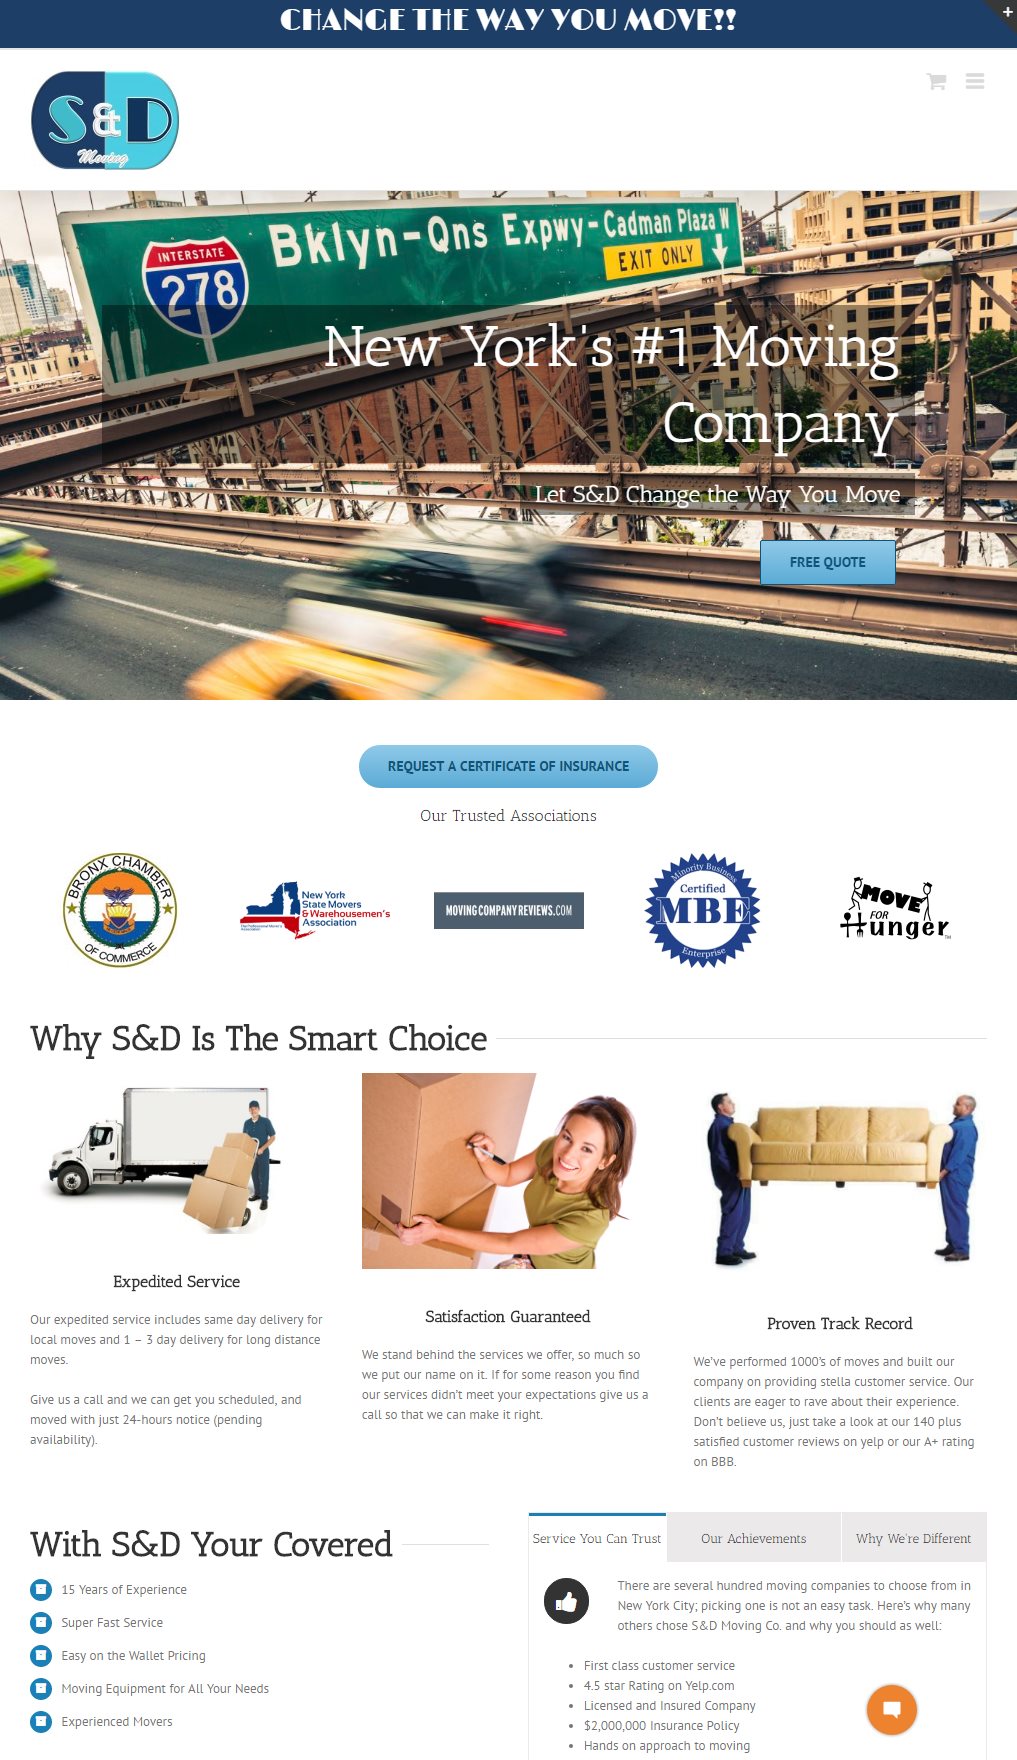 CHANGE THE WAY YOU MOVE!!
+
S&D
Moving
INTERSTATE
278
Bklyn-Qns Expwy-Cadman Plaza W
EXIT ONLY
New York's #1 Moving
Company
Let S&D Change the Way You Move
FREE QUOTE
REQUEST A CERTIFICATE OF INSURANCE
Our Trusted Associations
BRONX CHAMBER
OF COMMERCE
New York
State Movers
& Warehousemen's
Association
MOVINGCOMPANYREVIEWS.COM
Minority Business
Certified
MBE
Enterprise
MOVE
FOR
Hunger
Why S&D Is The Smart Choice
Expedited Service
Our expedited service includes same day delivery for
local moves and 1 – 3 day delivery for long distance
moves.
Give us a call and we can get you scheduled, and
moved with just 24-hours notice (pending
availability).
Satisfaction Guaranteed
We stand behind the services we offer, so much so
we put our name on it. If for some reason you find
our services didn't meet your expectations give us a
call so that we can make it right.
Proven Track Record
We've performed 1000's of moves and built our
company on providing stella customer service. Our
clients are eager to rave about their experience.
Don't believe us, just take a look at our 140 plus
satisfied customer reviews on yelp or our A+ rating
on BBB.
With S&D Your Covered
15 Years of Experience
Super Fast Service
Easy on the Wallet Pricing
Moving Equipment for All Your Needs
Experienced Movers
Service You Can Trust
Our Achievements
Why We're Different
There are several hundred moving companies to choose from in
New York City; picking one is not an easy task. Here's why many
others chose S&D Moving Co. and why you should as well:
• First class customer service
• 4.5 star Rating on Yelp.com
• Licensed and Insured Company
• $2,000,000 Insurance Policy
• Hands on approach to moving